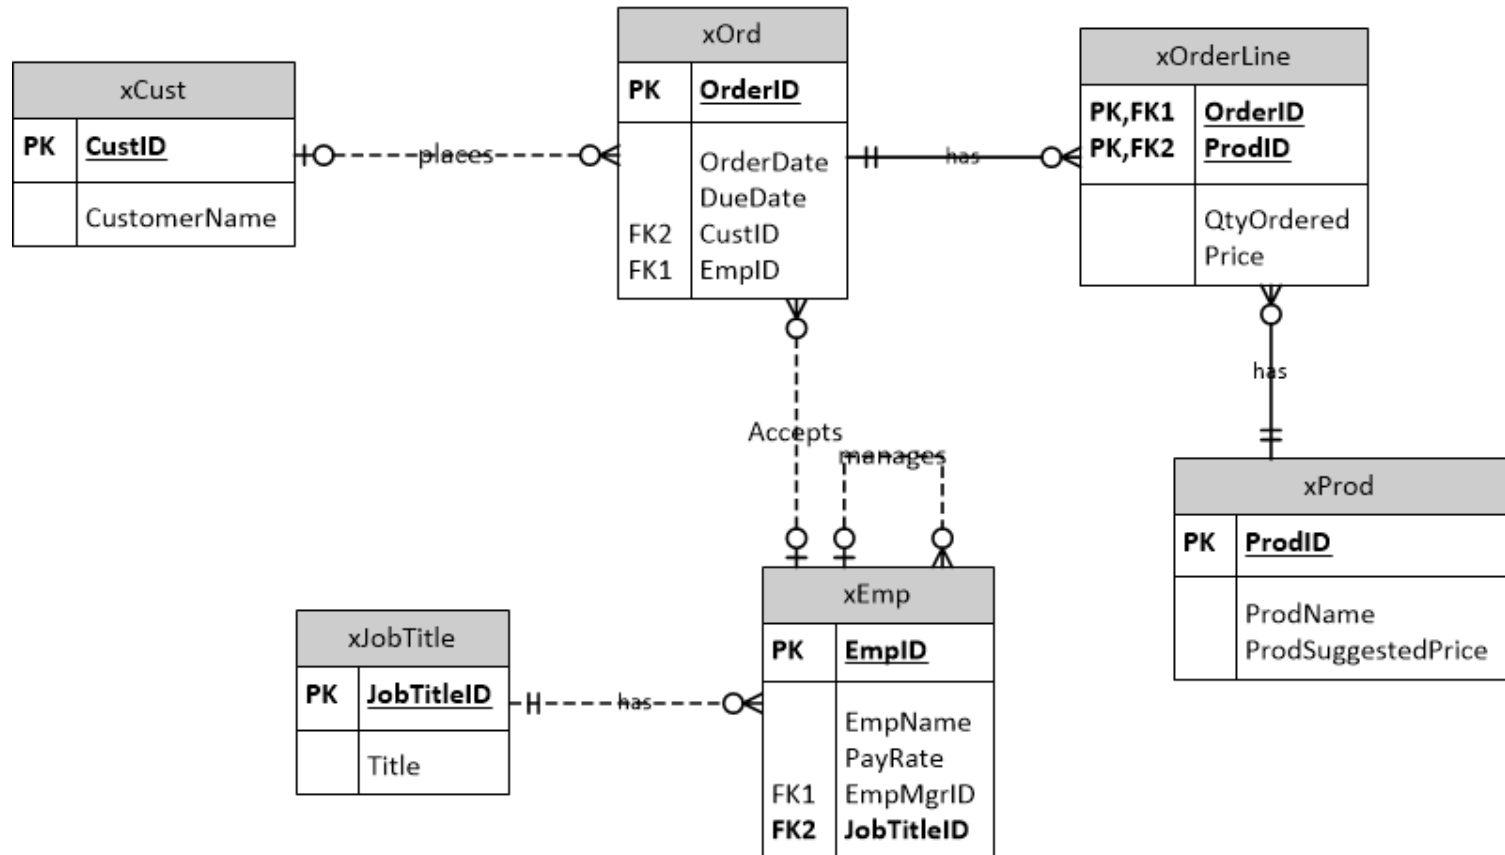 xCust
PK CustID
CustomerName
places
xOrd
PK OrderID
OrderDate
DueDate
FK2 CustID
FK1 EmpID
has
xOrderLine
PK,FK1 OrderID
PK,FK2 ProdID
QtyOrdered
Price
has
Accepts
manages
xProd
PK ProdID
ProdName
ProdSuggestedPrice
xJobTitle
PK JobTitleID
Title
has
xEmp
PK EmpID
EmpName
PayRate
FK1 EmpMgrID
FK2 JobTitleID